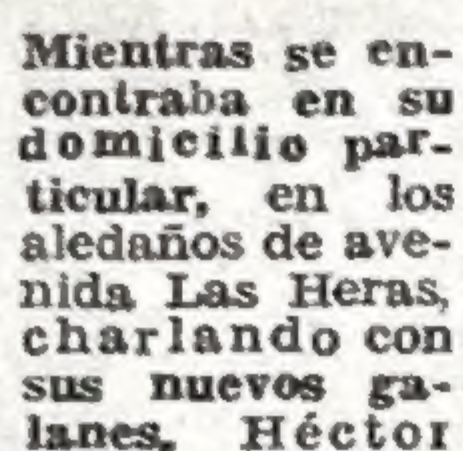 Mientras se en-
contraba en su
domicilio par-
ticular, en los
aledaños de ave-
nida Las Heras,
charlando con
sus nuevos ga-
lanes, Héctor